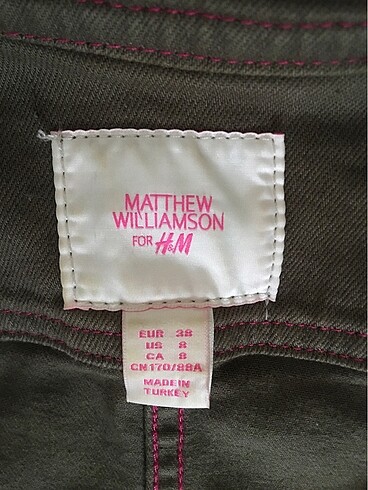 MATTHEW
WILLIAMSON
FOR H&M
EUR 38
US 8
CA 8
CN 170/88A
MADE IN
TURKEY